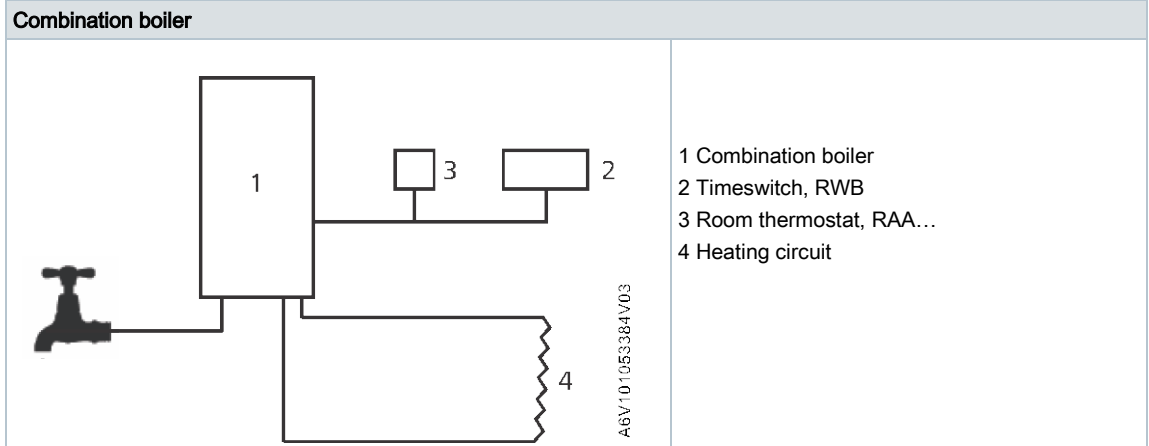 Combination boiler
1
3
2
4
A6V101053384V03
1 Combination boiler
2 Timeswitch, RWB
3 Room thermostat, RAA…
4 Heating circuit